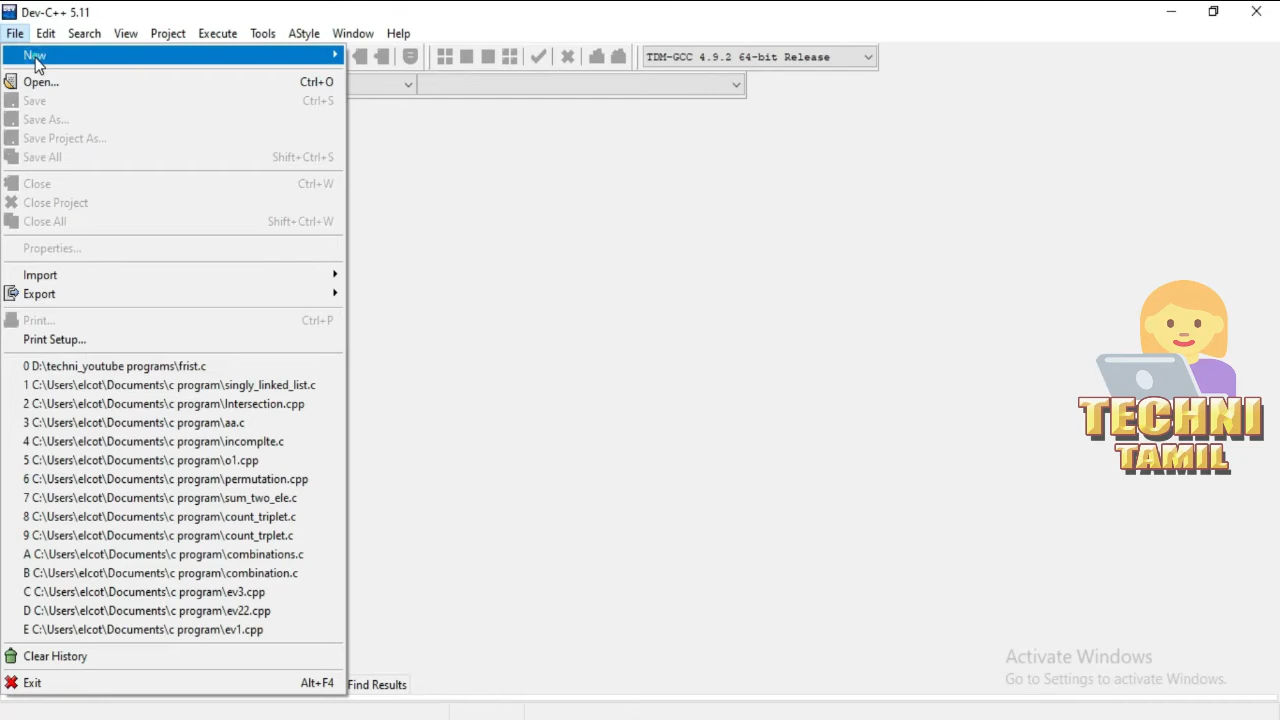 Dev-C++ 5.11
File Edit Search View Project Execute Tools AStyle Window Help
New
TDM-GCC 4.9.2 64-bit Release
Open... Ctrl+O
Save Ctrl+S
Save As...
Save Project As...
Save All Shift+Ctrl+S
Close Ctrl+W
Close Project
Close All Shift+Ctrl+W
Properties...
Import
Export
Print... Ctrl+P
Print Setup...
0 D:\techni_youtube programs\frist.c
1 C:\Users\elcot\Documents\c program\singly_linked_list.c
2 C:\Users\elcot\Documents\c program\Intersection.cpp
3 C:\Users\elcot\Documents\c program\aa.c
4 C:\Users\elcot\Documents\c program\incomplte.c
5 C:\Users\elcot\Documents\c program\o1.cpp
6 C:\Users\elcot\Documents\c program\permutation.cpp
7 C:\Users\elcot\Documents\c program\sum_two_ele.c
8 C:\Users\elcot\Documents\c program\count_triplet.c
9 C:\Users\elcot\Documents\c program\count_trplet.c
A C:\Users\elcot\Documents\c program\combinations.c
B C:\Users\elcot\Documents\c program\combination.c
C C:\Users\elcot\Documents\c program\ev3.cpp
D C:\Users\elcot\Documents\c program\ev22.cpp
E C:\Users\elcot\Documents\c program\ev1.cpp
Clear History
Exit Alt+F4
Find Results
TECHNI
TAMIL
Activate Windows
Go to Settings to activate Windows.